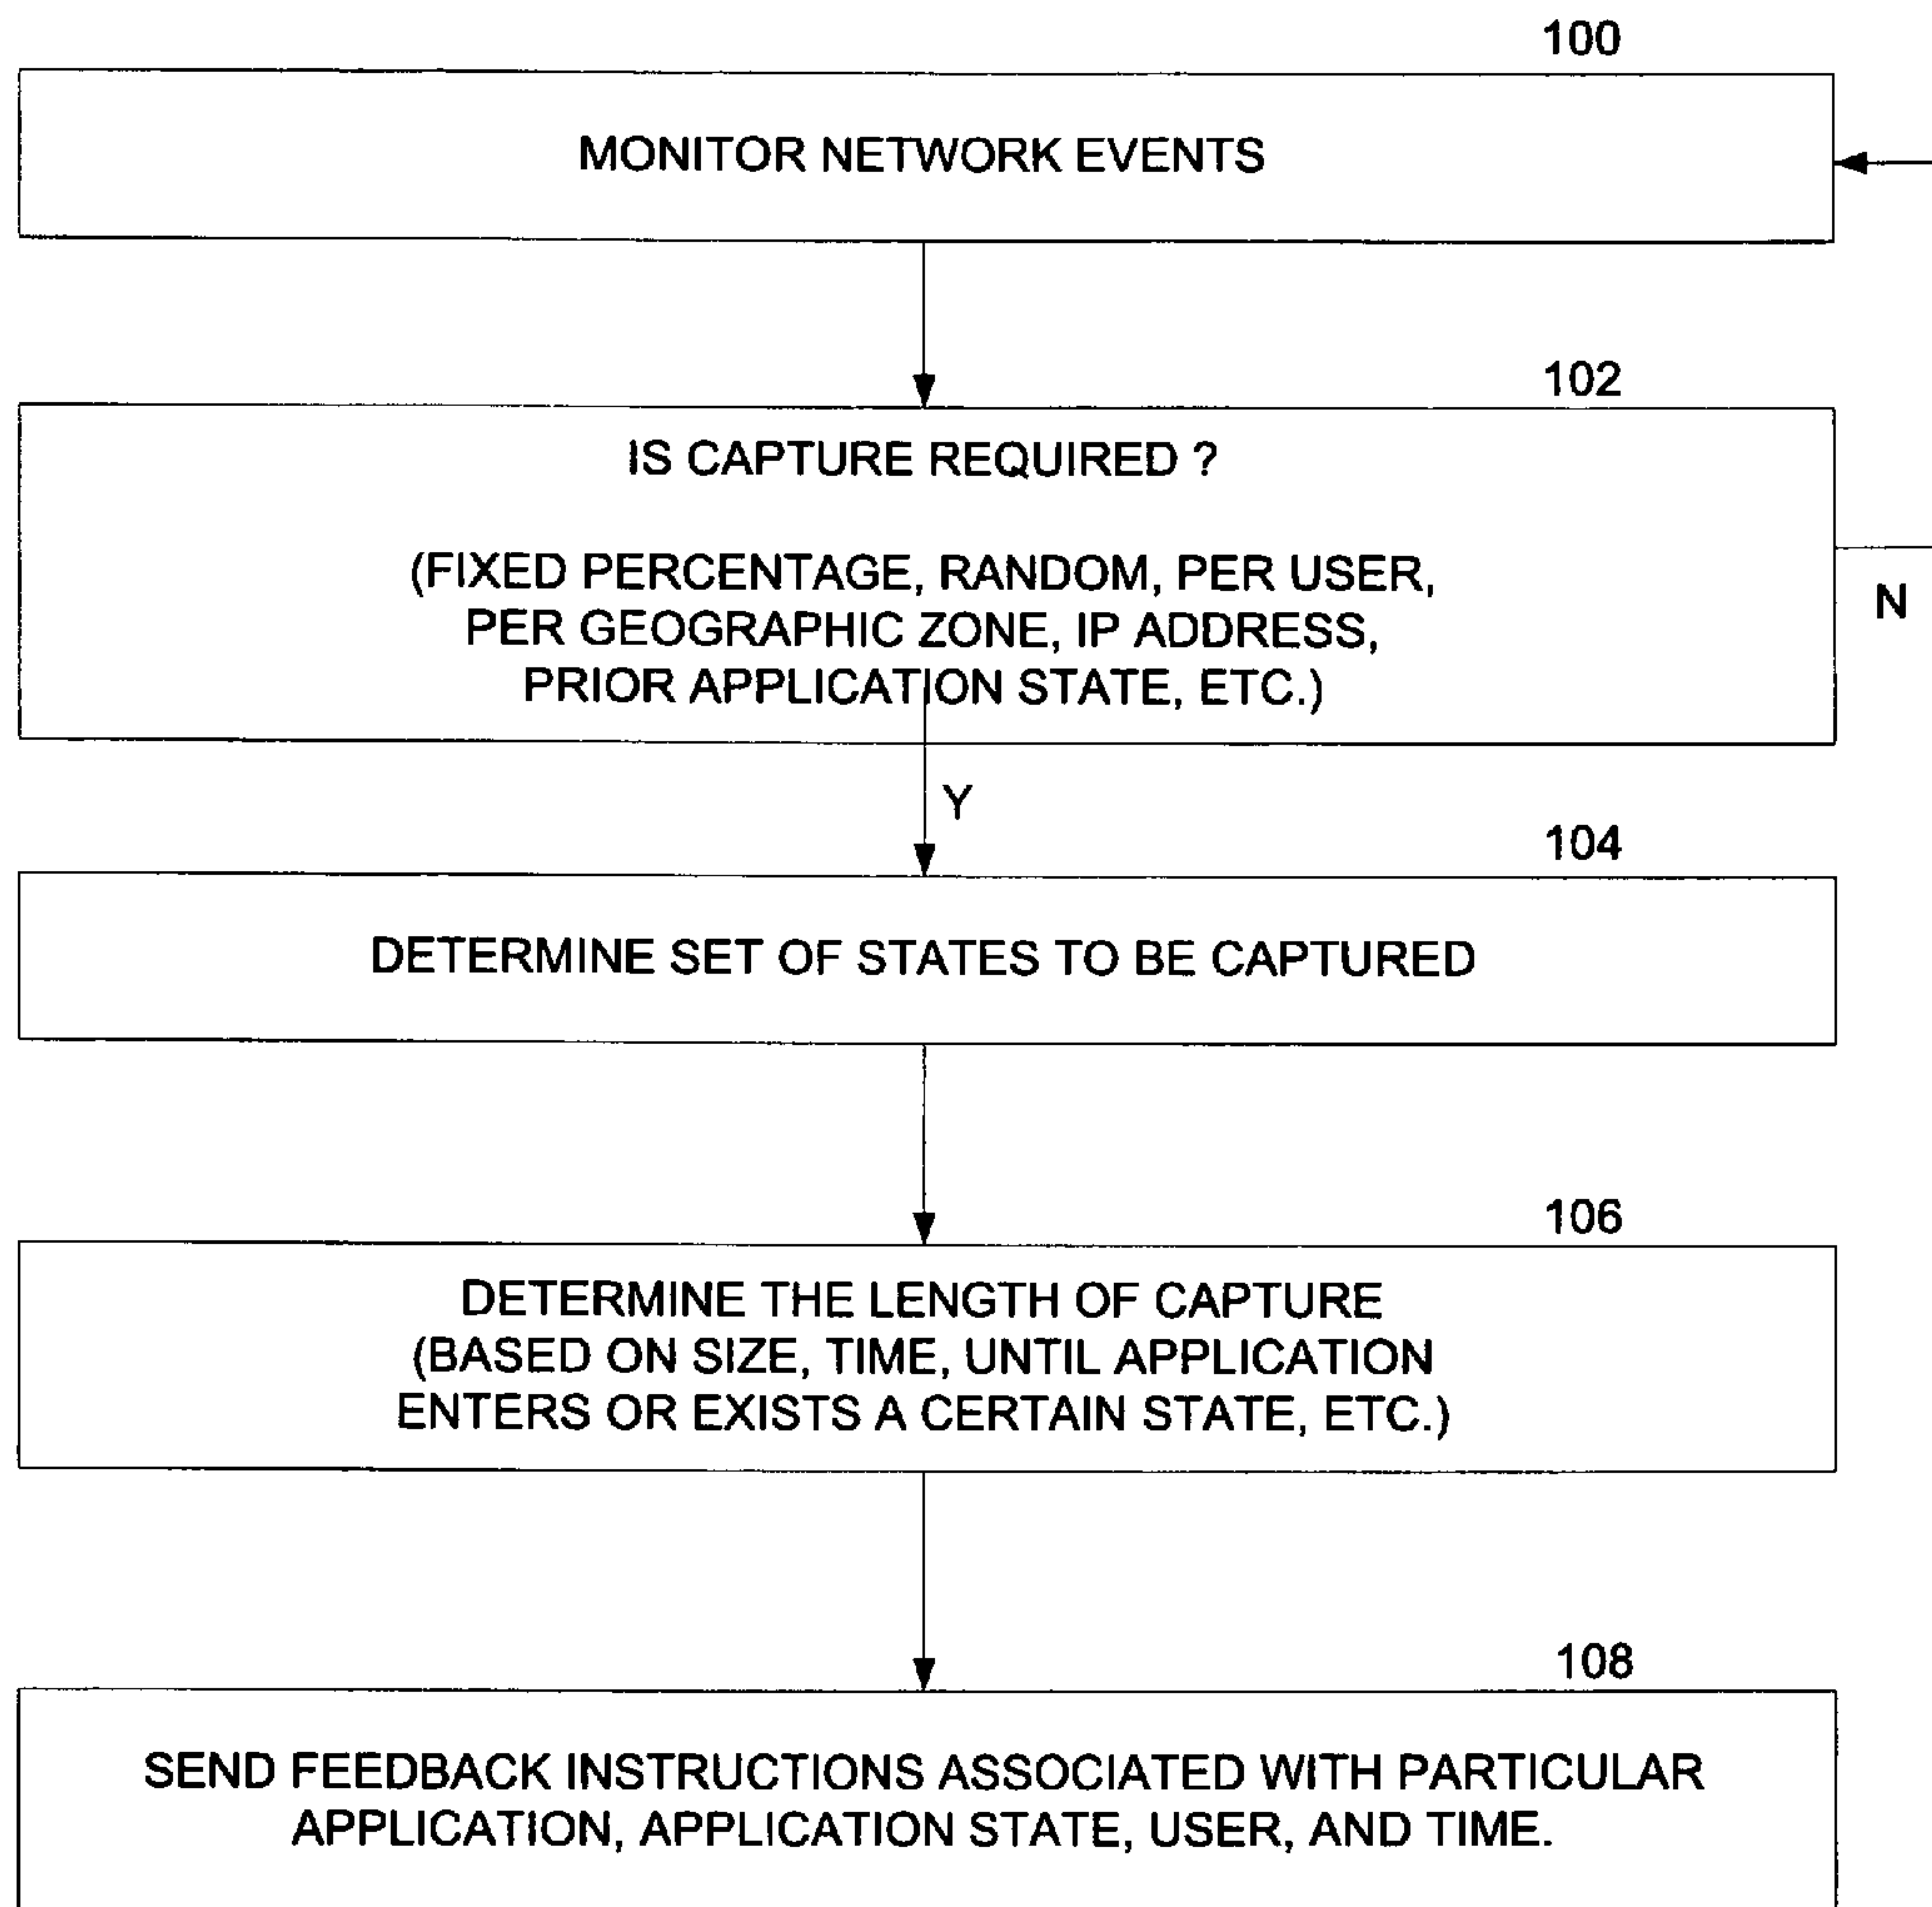 100
MONITOR NETWORK EVENTS
102
IS CAPTURE REQUIRED ?
(FIXED PERCENTAGE, RANDOM, PER USER,
PER GEOGRAPHIC ZONE, IP ADDRESS,
PRIOR APPLICATION STATE, ETC.)
N
Y
104
DETERMINE SET OF STATES TO BE CAPTURED
106
DETERMINE THE LENGTH OF CAPTURE
(BASED ON SIZE, TIME, UNTIL APPLICATION
ENTERS OR EXISTS A CERTAIN STATE, ETC.)
108
SEND FEEDBACK INSTRUCTIONS ASSOCIATED WITH PARTICULAR
APPLICATION, APPLICATION STATE, USER, AND TIME.